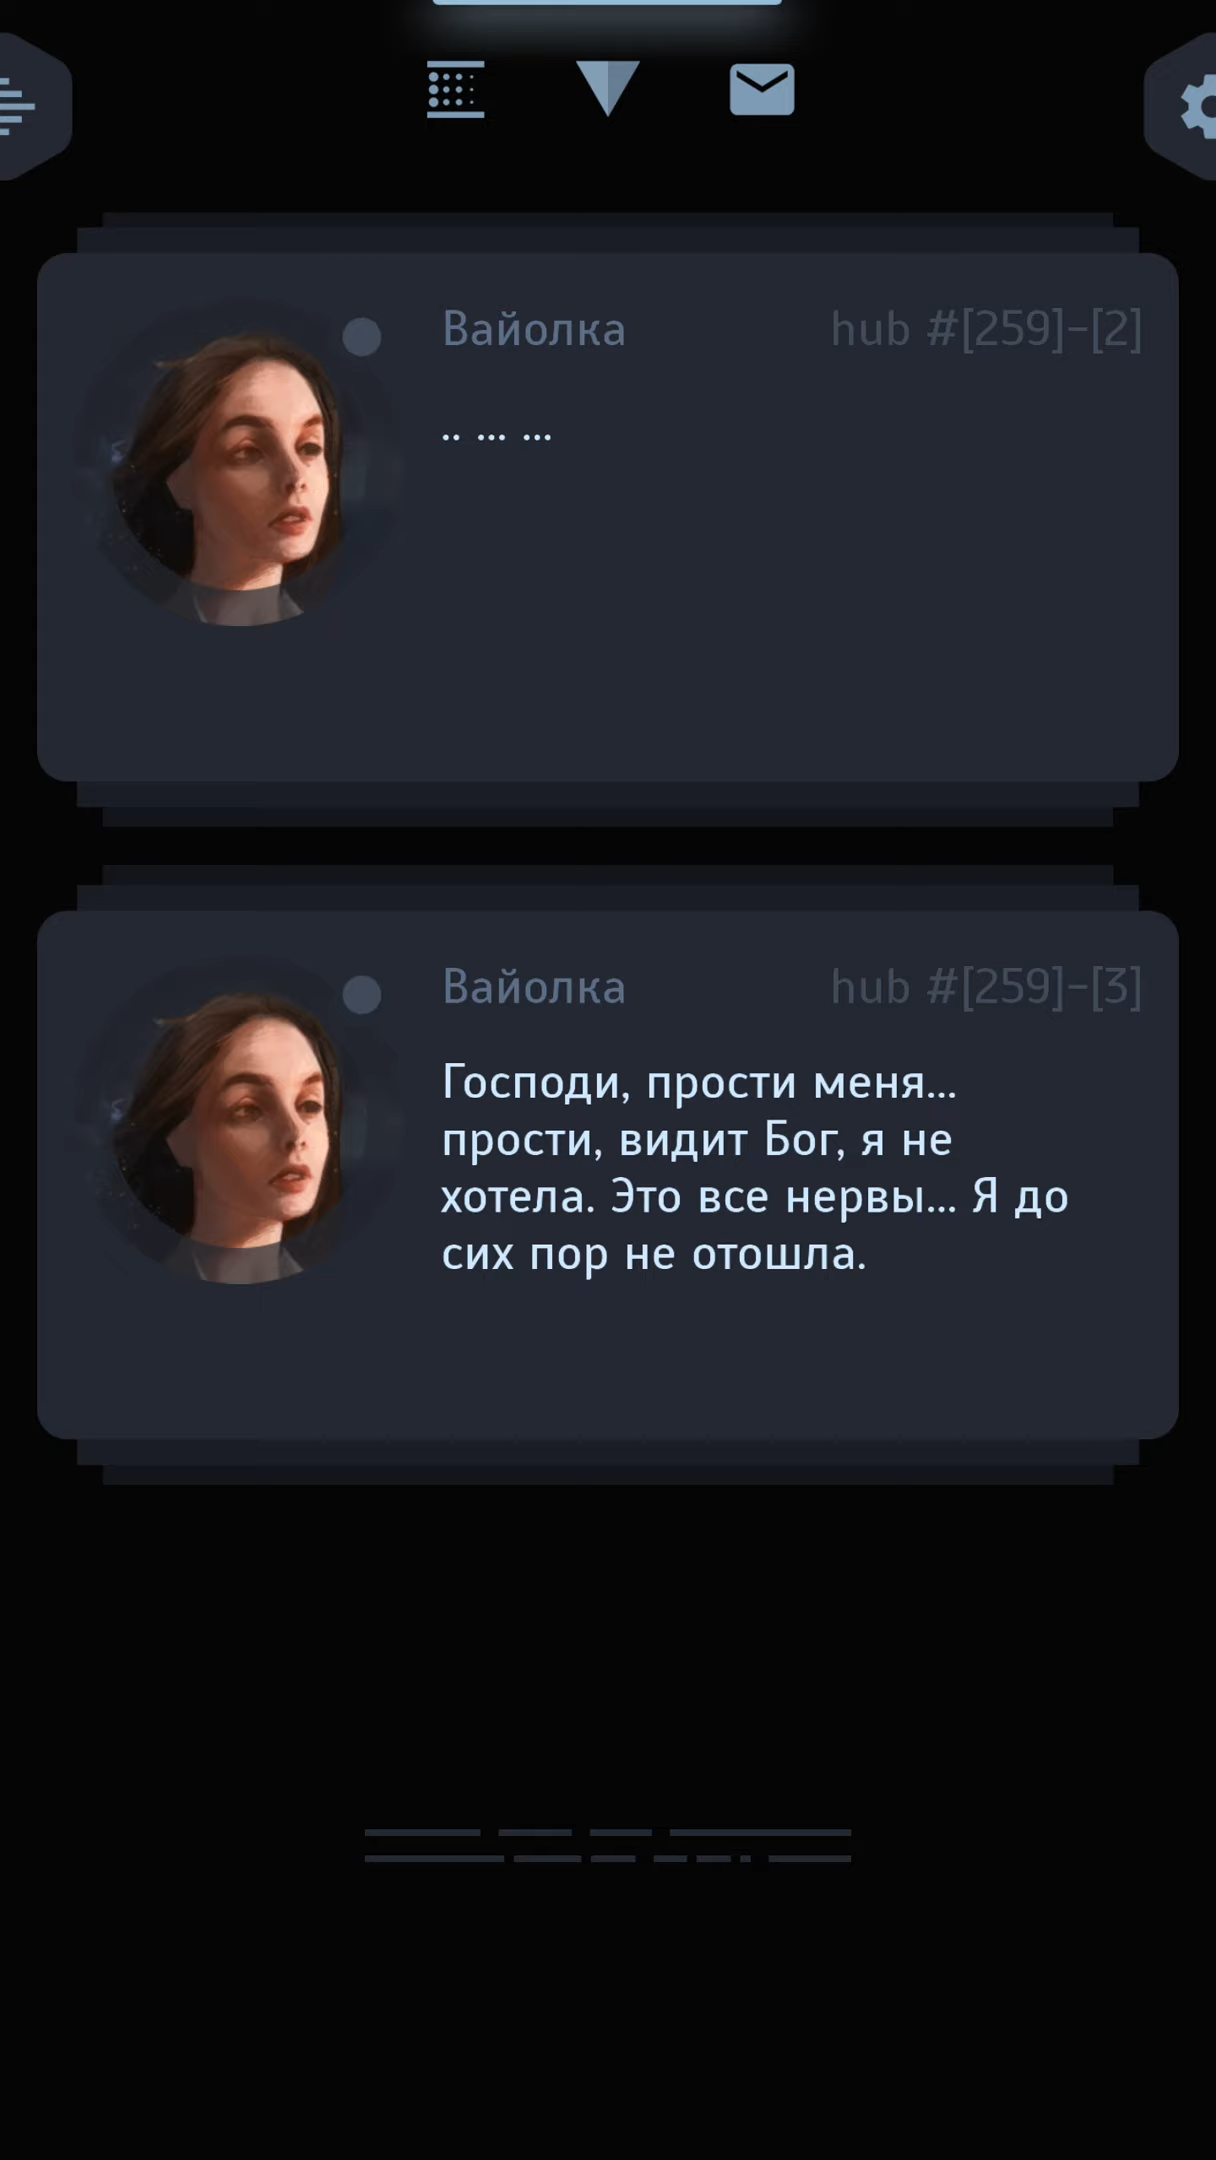 Вайолка hub #[259]-[2]
.. ... ...
Вайолка hub #[259]-[3]
Господи, прости меня...
прости, видит Бог, я не
хотела. Это все нервы... Я до
сих пор не отошла.